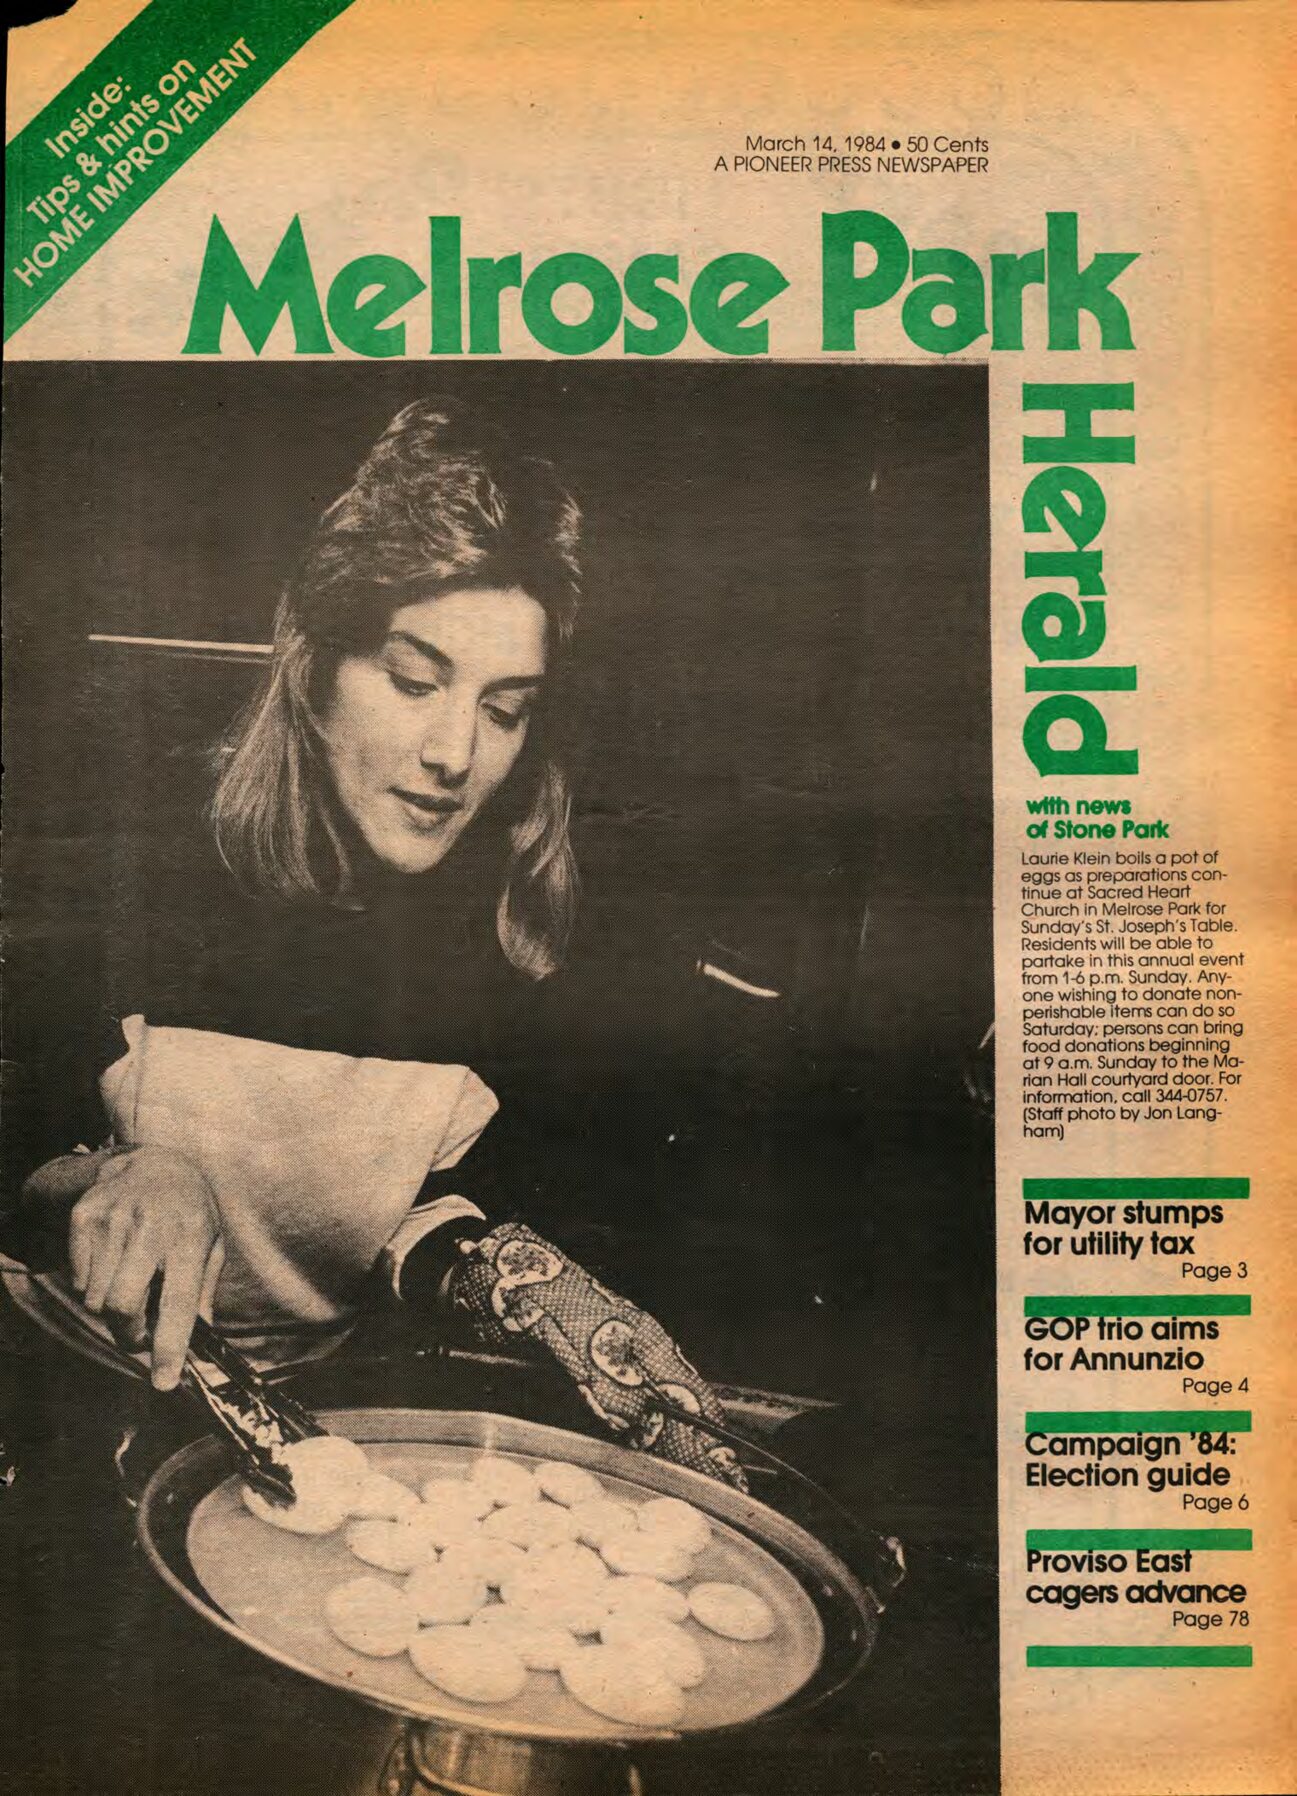 Inside:
Tips & hints on
HOME IMPROVEMENT
March 14, 1984 • 50 Cents
A PIONEER PRESS NEWSPAPER
Melrose Park
Herald
with news
of Stone Park
Laurie Klein boils a pot of
eggs as preparations con-
tinue at Sacred Heart
Church in Melrose Park for
Sunday's St. Joseph's Table.
Residents will be able to
partake in this annual event
from 1-6 p.m. Sunday. Any-
one wishing to donate non-
perishable items can do so
Saturday; persons can bring
food donations beginning
at 9 a.m. Sunday to the Ma-
rian Hall courtyard door. For
information, call 344-0757.
(Staff photo by Jon Lang-
ham)
Mayor stumps
for utility tax
Page 3
GOP trio aims
for Annunzio
Page 4
Campaign '84:
Election guide
Page 6
Proviso East
cagers advance
Page 78